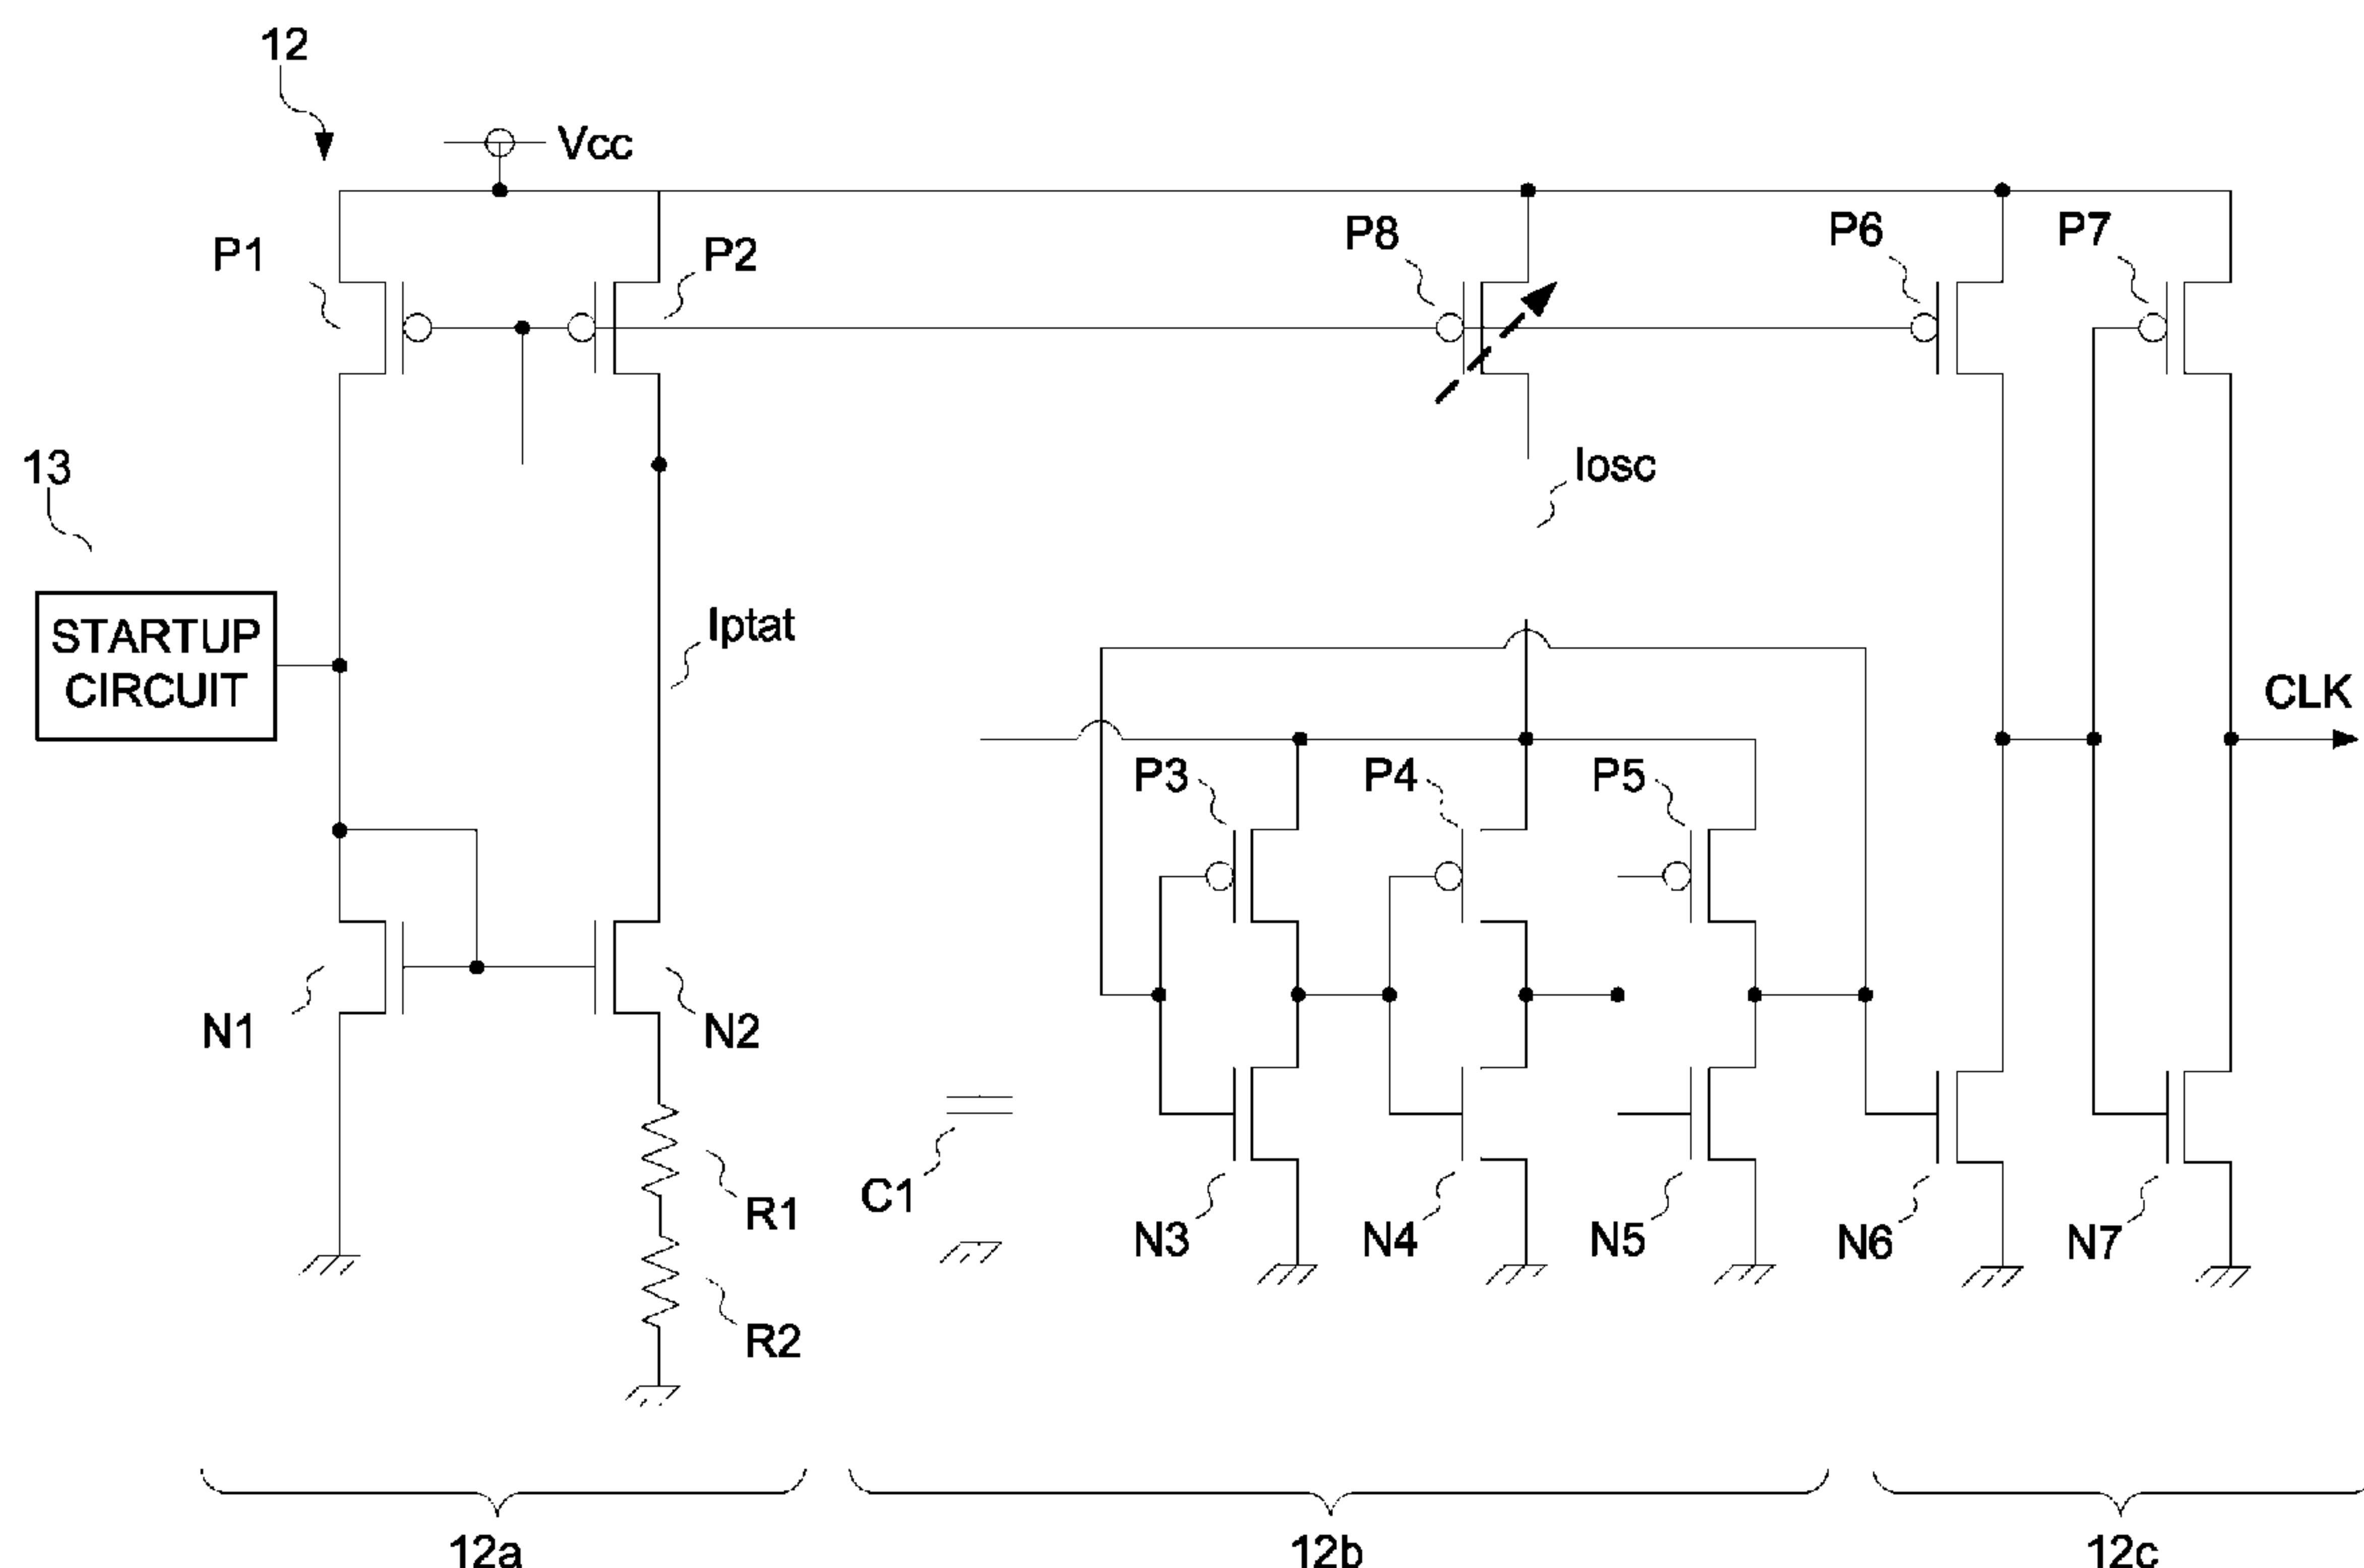 12
Vcc
P1
P2
P8
P6
P7
13
Iosc
STARTUP
CIRCUIT
Iptat
CLK
P3
P4
P5
N1
N2
C1
R1
N3
N4
N5
N6
N7
R2
12a
12b
12c